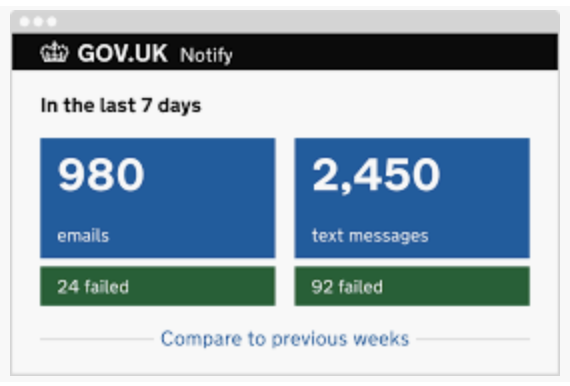 GOV.UK Notify
In the last 7 days
980
emails
24 failed
2,450
text messages
92 failed
Compare to previous weeks